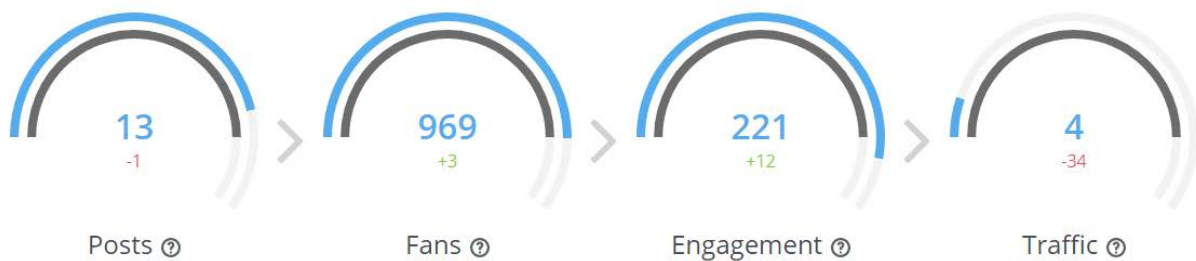 13 969 221 4
-1 +3 +12 -34
Posts ? Fans ? Engagement ? Traffic ?